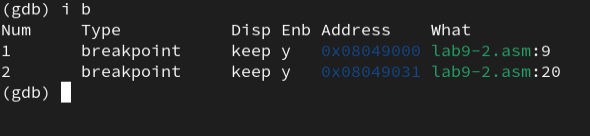 (gdb) i b
Num     Type           Disp Enb Address    What
1       breakpoint     keep y   0x08049000 lab9-2.asm:9
2       breakpoint     keep y   0x08049031 lab9-2.asm:20
(gdb)